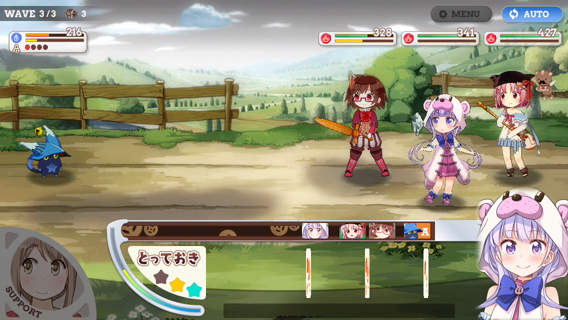 WAVE 3/3 3
MENU
AUTO
216
328
341
427
A
A
とっておき
SUPPORT